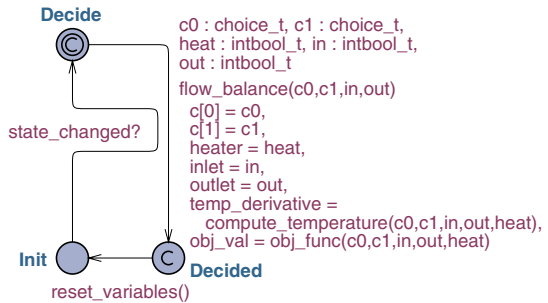 Decide
C
c0 : choice_t, c1 : choice_t,
heat : intbool_t, in : intbool_t,
out : intbool_t
flow_balance(c0,c1,in,out)
c[0] = c0,
c[1] = c1,
heater = heat,
inlet = in,
outlet = out,
temp_derivative =
compute_temperature(c0,c1,in,out,heat),
obj_val = obj_func(c0,c1,in,out,heat)
state_changed?
Init
C
Decided
reset_variables()